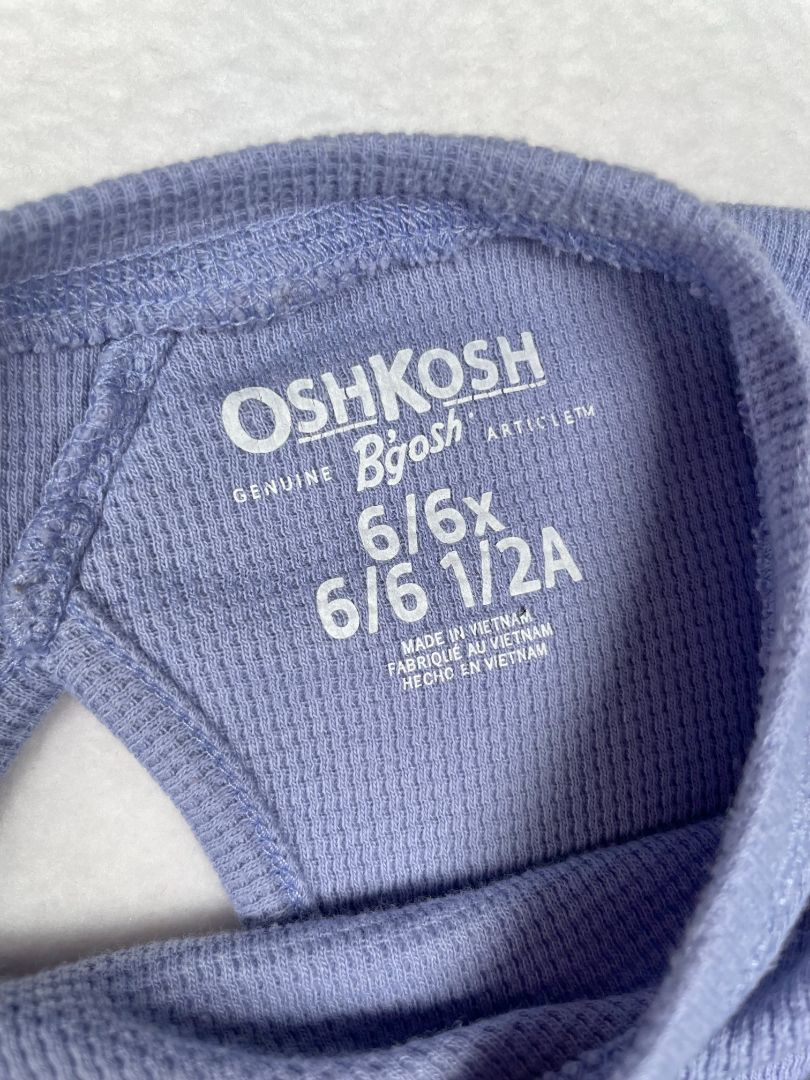 OSHKOSH
GENUINE B'gosh® ARTICLE™
6/6x
6/6 1/2A
MADE IN VIETNAM
FABRIQUÉ AU VIETNAM
HECHO EN VIETNAM